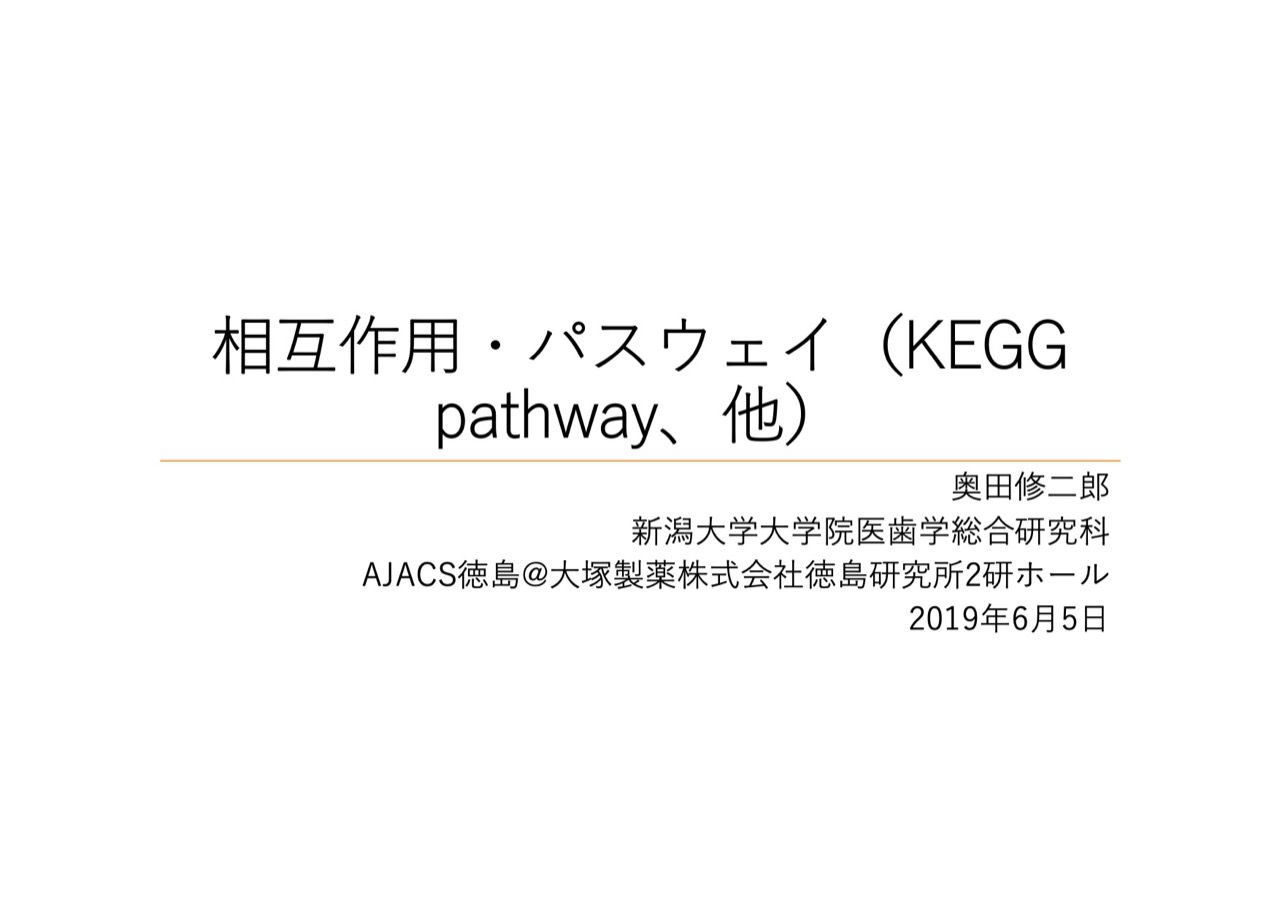 相互作用・パスウェイ（KEGG
pathway、他）
奥田修二郎
新潟大学大学院医歯学総合研究科
AJACS徳島@大塚製薬株式会社徳島研究所2研ホール
2019年6月5日